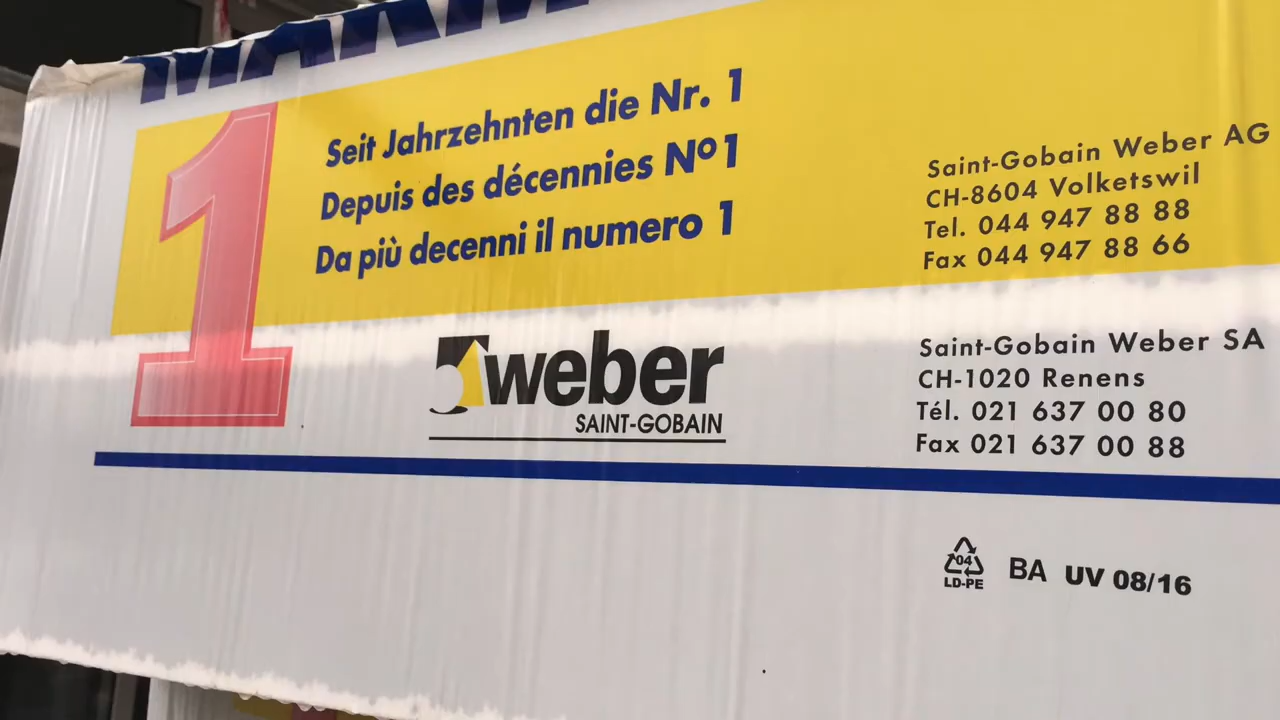 Seit Jahrzehnten die Nr. 1
Depuis des décennies Nº1
Da più decenni il numero 1
Saint-Gobain Weber AG
CH-8604 Volketswil
Tel. 044 947 88 88
Fax 044 947 88 66
1
weber
SAINT-GOBAIN
Saint-Gobain Weber SA
CH-1020 Renens
Tél. 021 637 00 80
Fax 021 637 00 88
04
LD-PE
BA UV 08/16